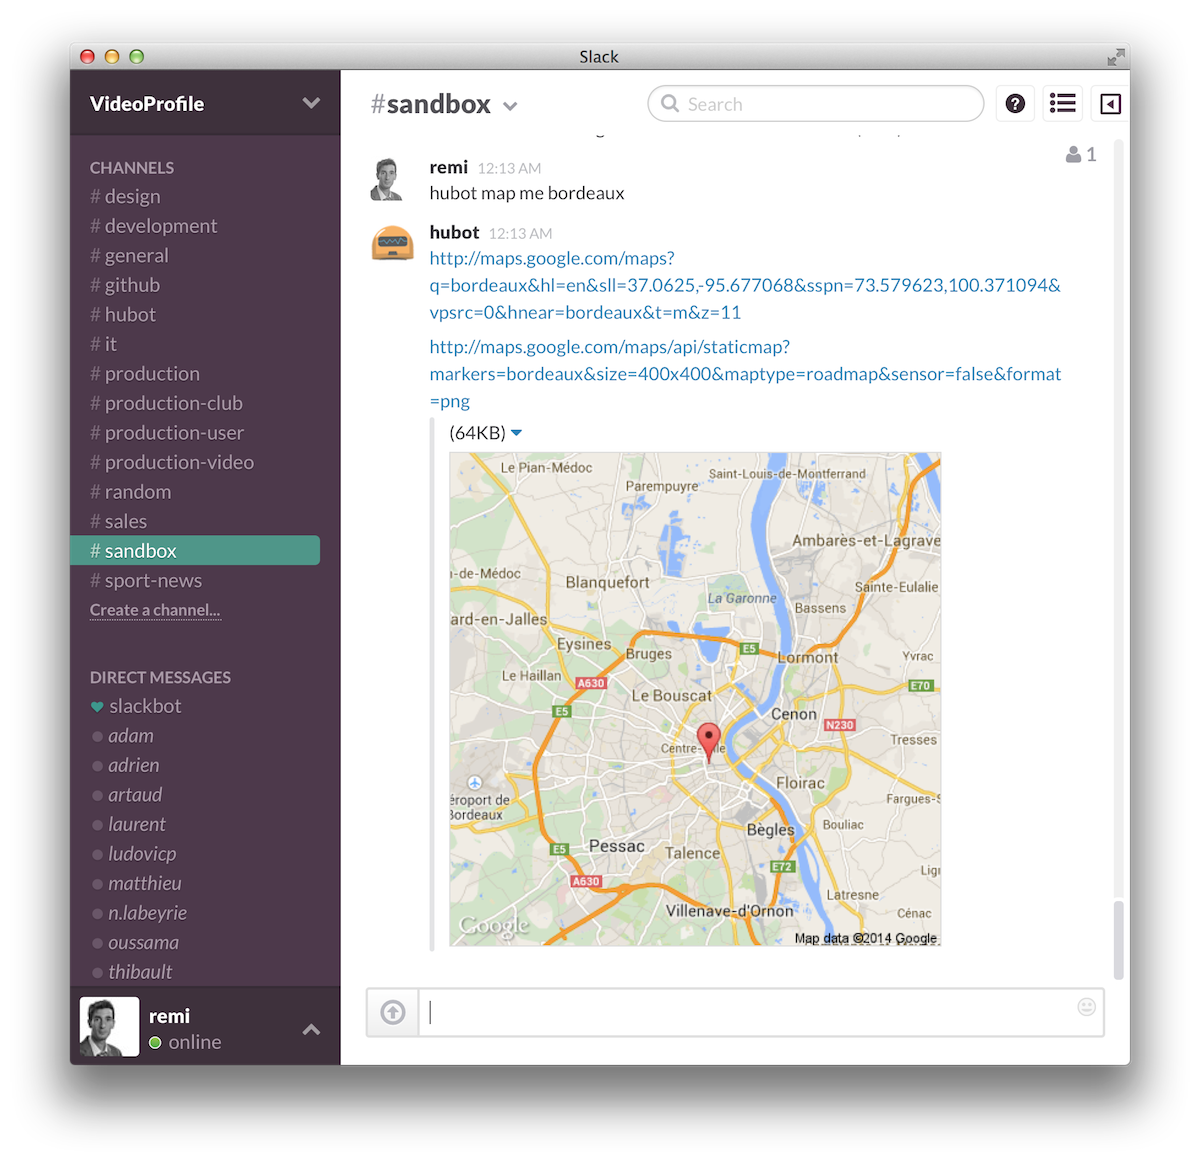 Slack
VideoProfile
CHANNELS
# design
# development
# general
# github
# hubot
# it
# production
# production-club
# production-user
# production-video
# random
# sales
# sandbox
# sport-news
Create a channel...
DIRECT MESSAGES
slackbot
adam
adrien
artaud
laurent
ludovicp
matthieu
n.labeyrie
oussama
thibault
remi
online
#sandbox
Search
?
1
remi 12:13 AM
hubot map me bordeaux
hubot 12:13 AM
http://maps.google.com/maps?
q=bordeaux&hl=en&sll=37.0625,-95.677068&sspn=73.579623,100.371094&
vpsrc=0&hnear=bordeaux&t=m&z=11
http://maps.google.com/maps/api/staticmap?
markers=bordeaux&size=400x400&maptype=roadmap&sensor=false&format
=png
(64KB)
Le Pian-Médoc
Saint-Louis-de-Montferrand
Parempuyre
Ambarès-et-Lagrave
n-de-Médoc
Blanquefort
Sainte-Eulalie
La Garonne
Bassens
ard-en-Jalles
Eysines
Bruges
E5
Lormont
Yvrac
Le Haillan
A630
E70
Le Bouscat
E5
Cenon
N230
Tresses
Floirac
éroport de
Bordeaux
Fargues-S
Bègles
Bouliac
E5
Pessac
Talence
E72
A630
Latresne
Villenave-d'Ornon
Cénac
Google
Map data ©2014 Google